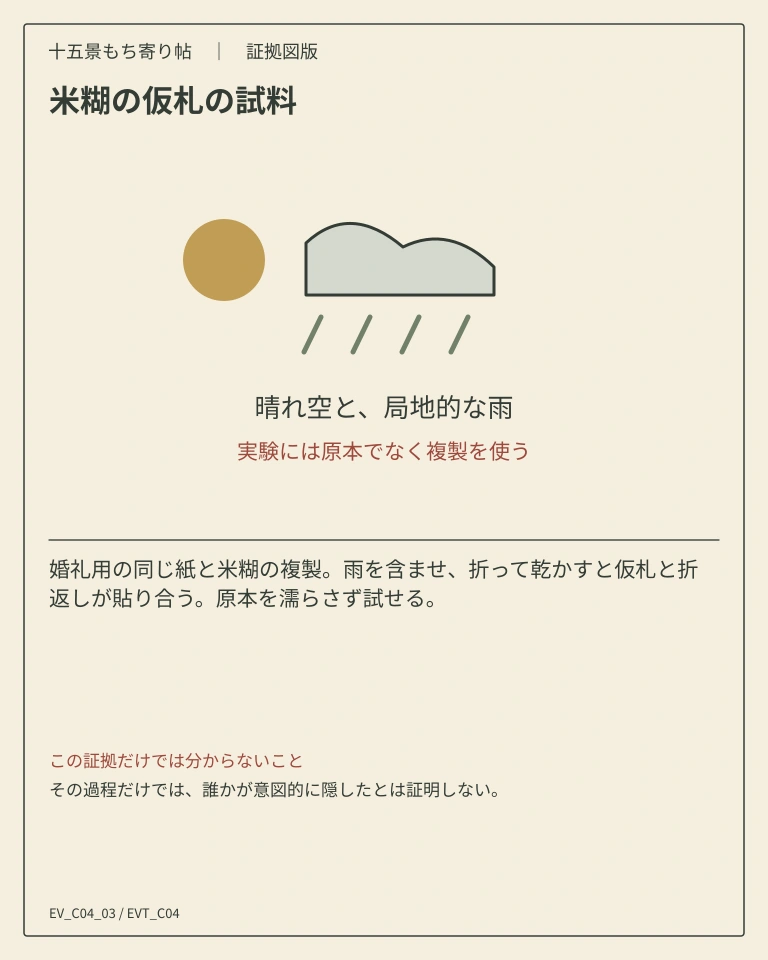 十五景もち寄り帖 ｜ 証拠図版
米糊の仮札の試料
晴れ空と、局地的な雨
実験には原本でなく複製を使う
婚礼用の同じ紙と米糊の複製。雨を含ませ、折って乾かすと仮札と折
返しが貼り合う。原本を濡らさず試せる。
この証拠だけでは分からないこと
その過程だけでは、誰かが意図的に隠したとは証明しない。
EV_C04_03 / EVT_C04